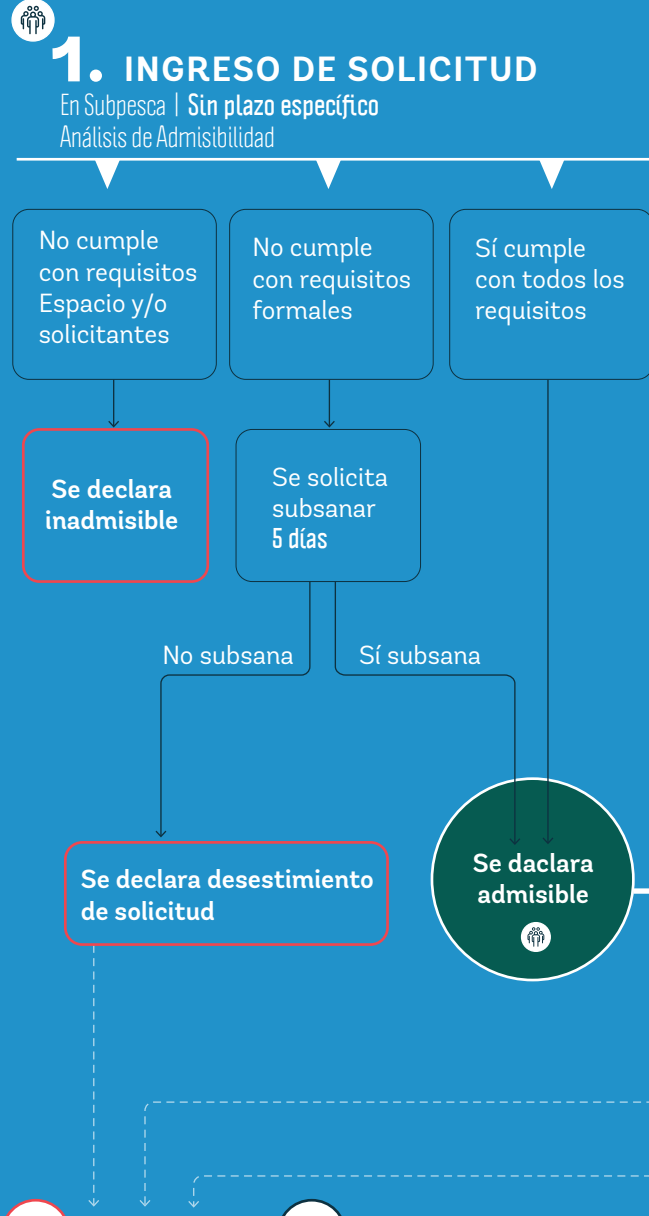 1. INGRESO DE SOLICITUD
En Subpesca | Sin plazo específico
Análisis de Admisibilidad
No cumple
con requisitos
Espacio y/o
solicitantes
No cumple
con requisitos
formales
Sí cumple
con todos los
requisitos
Se declara
inadmisible
Se solicita
subsanar
5 días
No subsana
Sí subsana
Se declara desestimiento
de solicitud
Se daclara
admisible